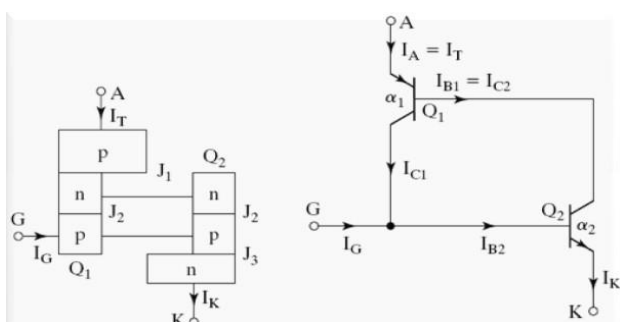 A
I_T
p
J_1
Q_2
n
n
G
J_2
J_2
p
p
I_G
Q_1
J_3
n
I_K
K
A
I_A = I_T
I_B1 = I_C2
α_1
Q_1
I_C1
G
Q_2
α_2
I_G
I_B2
I_K
K